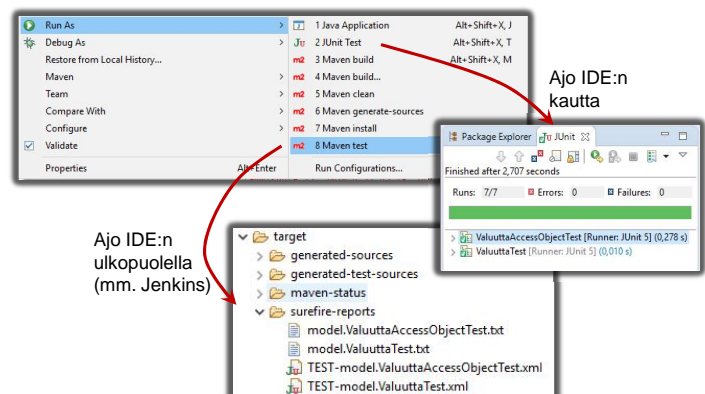 Run As
Debug As
Restore from Local History...
Maven
Team
Compare With
Configure
Validate
Properties Alt+Enter
1 Java Application Alt+Shift+X, J
2 JUnit Test Alt+Shift+X, T
3 Maven build Alt+Shift+X, M
4 Maven build...
5 Maven clean
6 Maven generate-sources
7 Maven install
8 Maven test
Run Configurations...
Ajo IDE:n
kautta
Package Explorer JUnit
Finished after 2,707 seconds
Runs: 7/7 Errors: 0 Failures: 0
ValuuttaAccessObjectTest [Runner: JUnit 5] (0,278 s)
ValuuttaTest [Runner: JUnit 5] (0,010 s)
Ajo IDE:n
ulkopuolella
(mm. Jenkins)
target
generated-sources
generated-test-sources
maven-status
surefire-reports
model.ValuuttaAccessObjectTest.txt
model.ValuuttaTest.txt
TEST-model.ValuuttaAccessObjectTest.xml
TEST-model.ValuuttaTest.xml